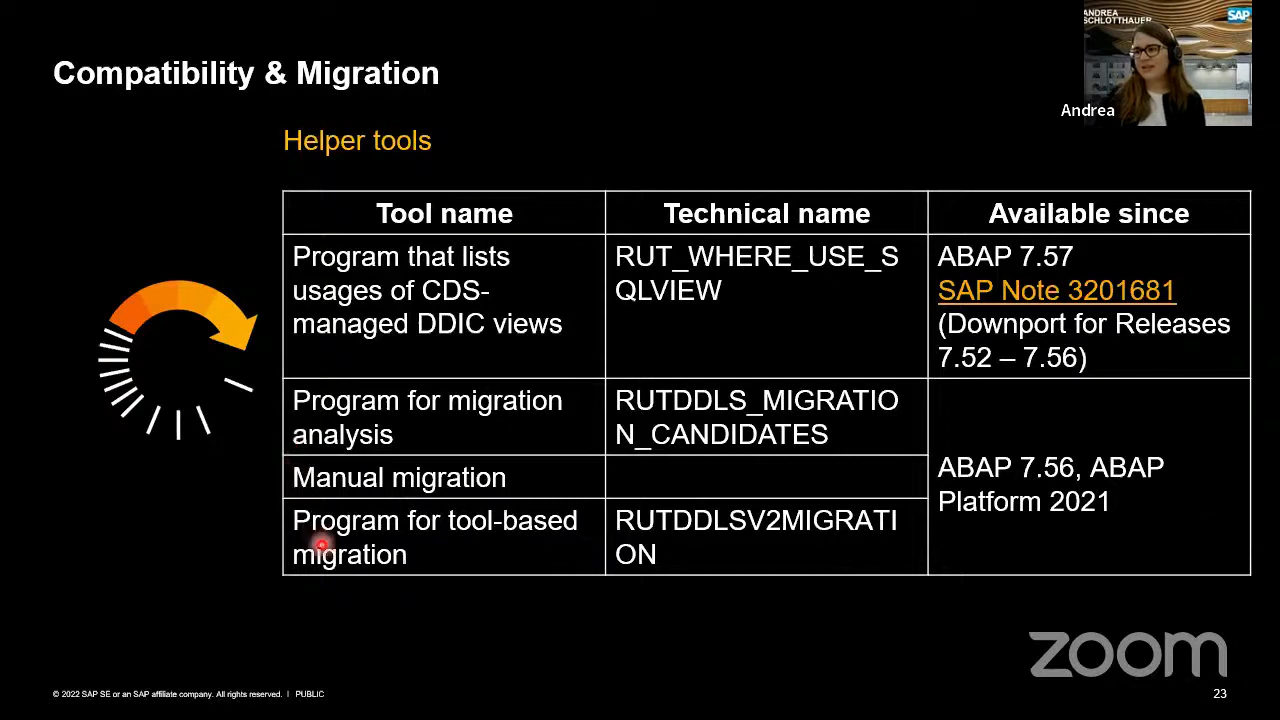 ANDREA
SCHLOTTHAUER
SAP
Andrea
Compatibility & Migration
Helper tools
Tool name
Technical name
Available since
Program that lists
usages of CDS-
managed DDIC views
RUT_WHERE_USE_S
QLVIEW
ABAP 7.57
SAP Note 3201681
(Downport for Releases
7.52 – 7.56)
Program for migration
analysis
RUTDDLS_MIGRATIO
N_CANDIDATES
ABAP 7.56, ABAP
Platform 2021
Manual migration
Program for tool-based
migration
RUTDDLSV2MIGRATI
ON
zoom
© 2022 SAP SE or an SAP affiliate company. All rights reserved. | PUBLIC
23